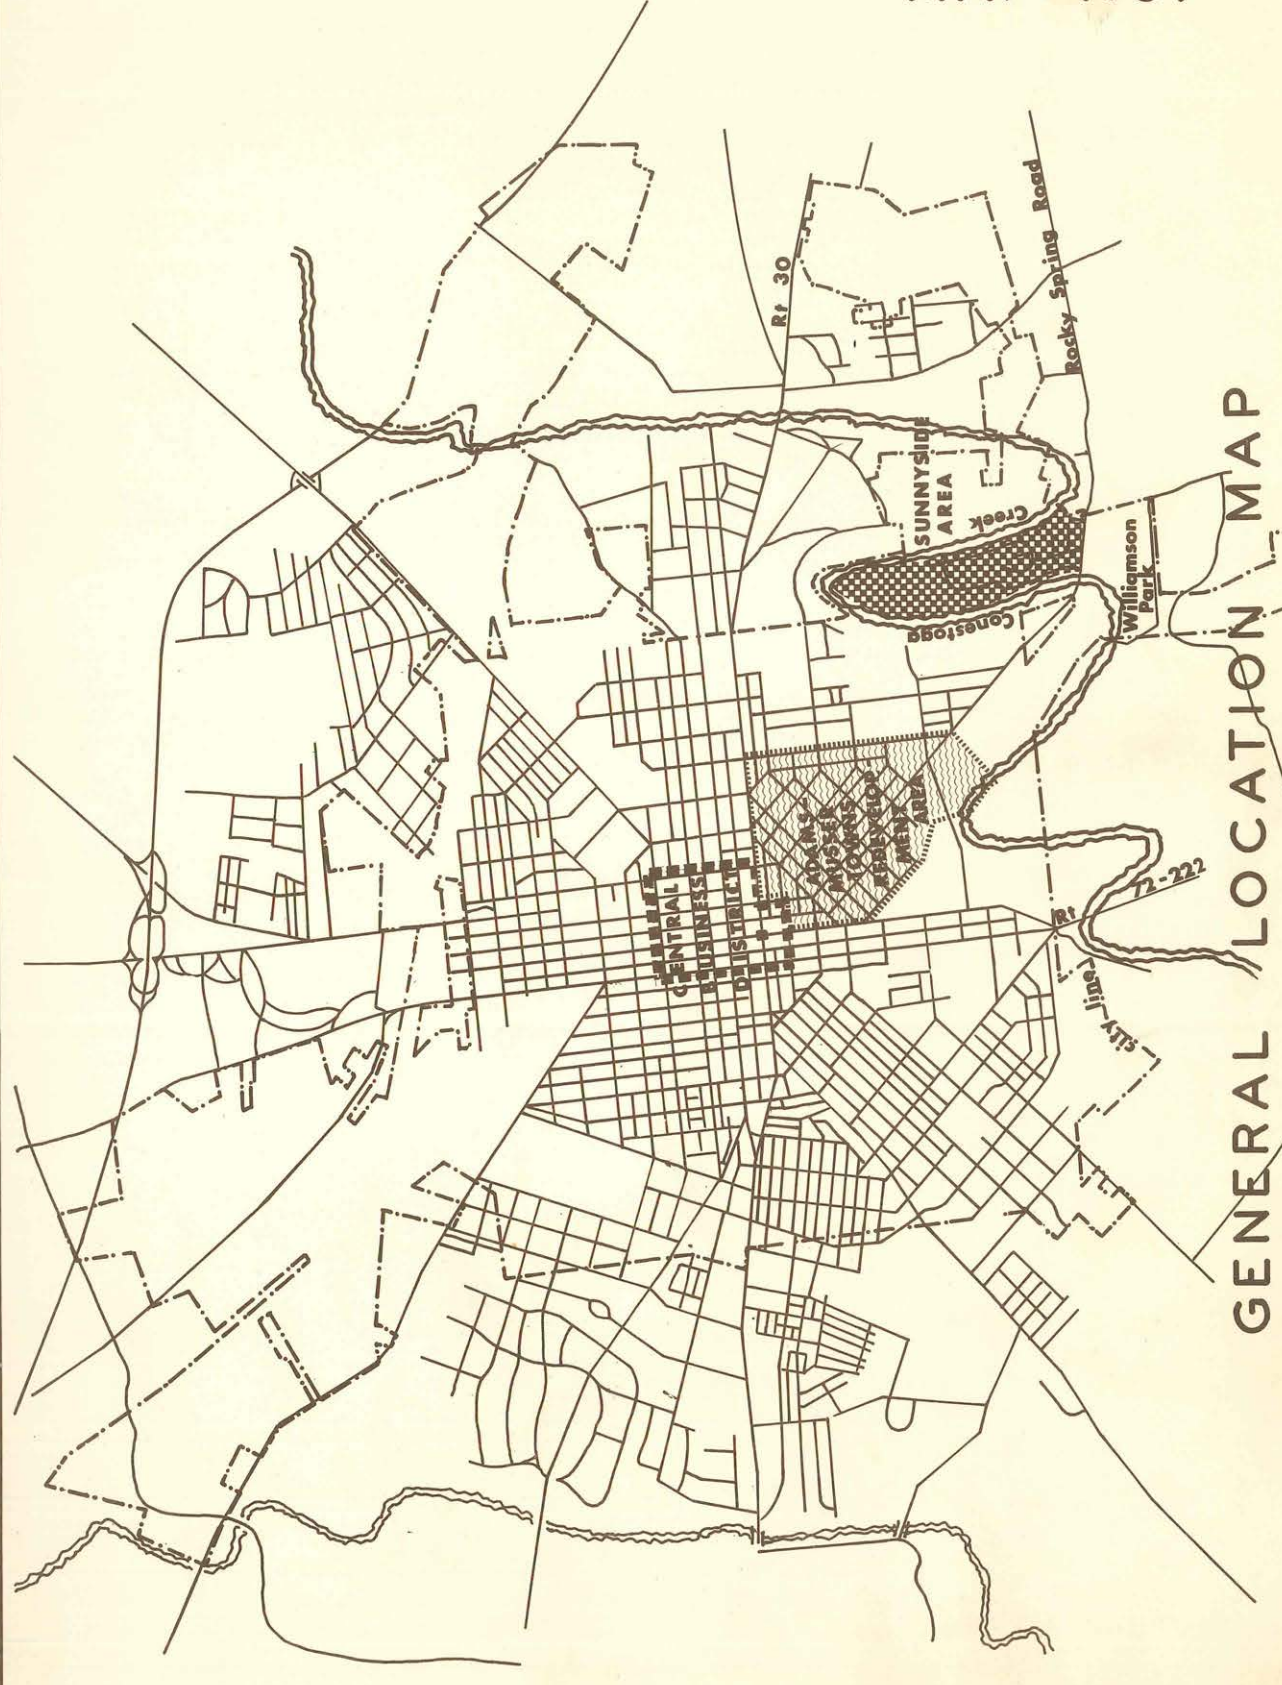 Rt 30
Rocky Spring Road
SUNNYSIDE
AREA
Creek
Conestoga
Williamson
Park
ADAMS-
MUSSER
TOWNS
REDEVELOP
MENT
AREA
CENTRAL
BUSINESS
DISTRICT
Rt 72-222
city line
GENERAL LOCATION MAP